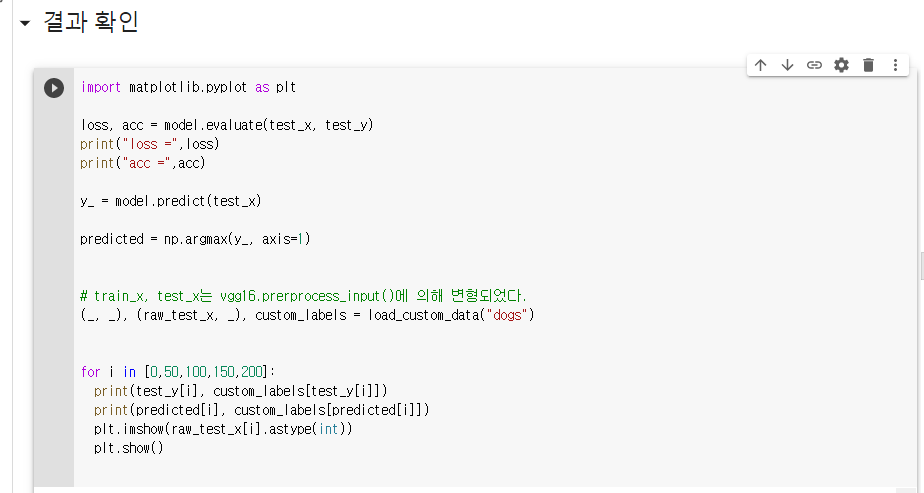 결과 확인
import matplotlib.pyplot as plt
loss, acc = model.evaluate(test_x, test_y)
print("loss =",loss)
print("acc =",acc)
y_ = model.predict(test_x)
predicted = np.argmax(y_, axis=1)
# train_x, test_x는 vgg16.prerprocess_input()에 의해 변형되었다.
(_, _), (raw_test_x, _), custom_labels = load_custom_data("dogs")
for i in [0,50,100,150,200]:
  print(test_y[i], custom_labels[test_y[i]])
  print(predicted[i], custom_labels[predicted[i]])
  plt.imshow(raw_test_x[i].astype(int))
  plt.show()